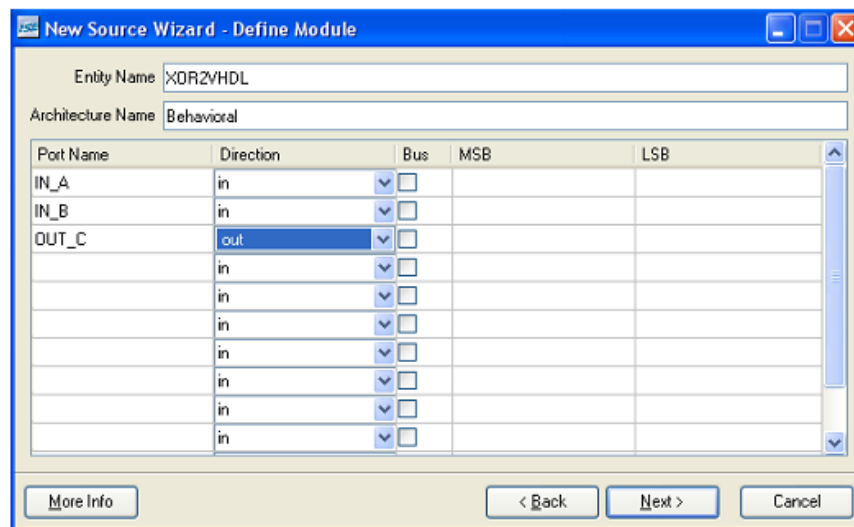 ISE New Source Wizard - Define Module
Entity Name XOR2VHDL
Architecture Name Behavioral
Port Name Direction Bus MSB LSB
IN_A in
IN_B in
OUT_C out
in
in
in
in
in
in
in
More Info < Back Next > Cancel